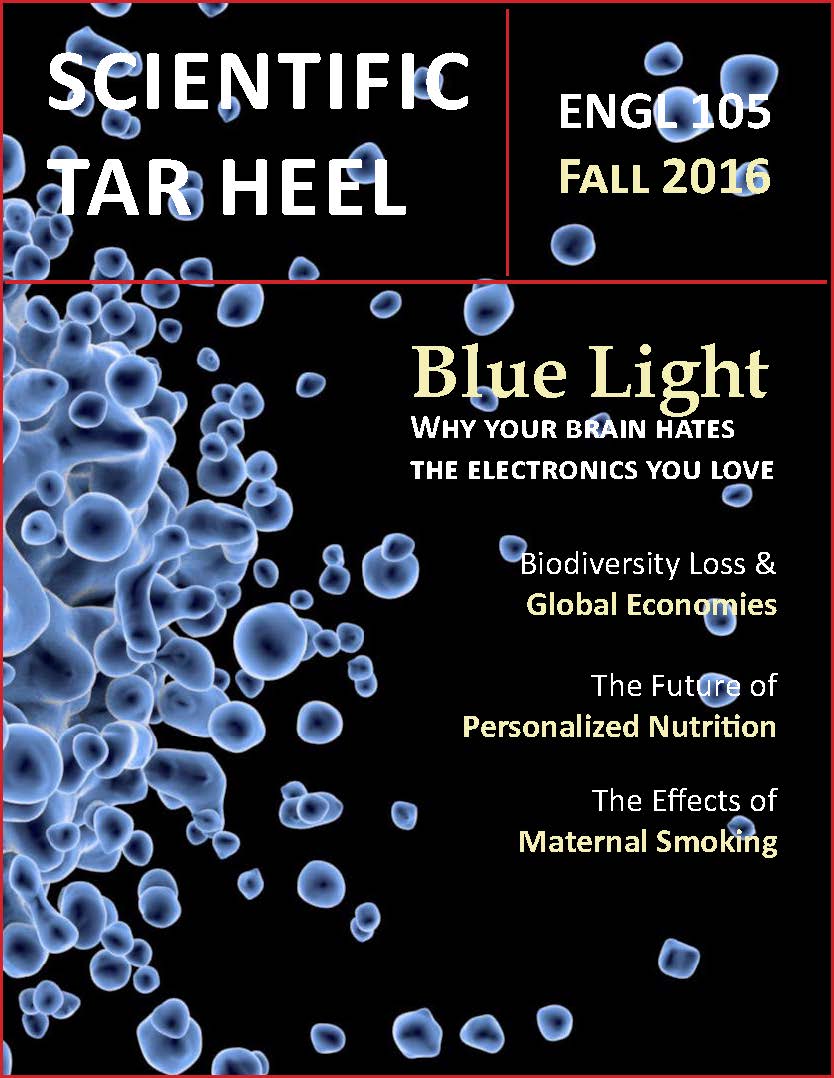 SCIENTIFIC
TAR HEEL
ENGL 105
FALL 2016
Blue Light
WHY YOUR BRAIN HATES
THE ELECTRONICS YOU LOVE
Biodiversity Loss &
Global Economies
The Future of
Personalized Nutrition
The Effects of
Maternal Smoking